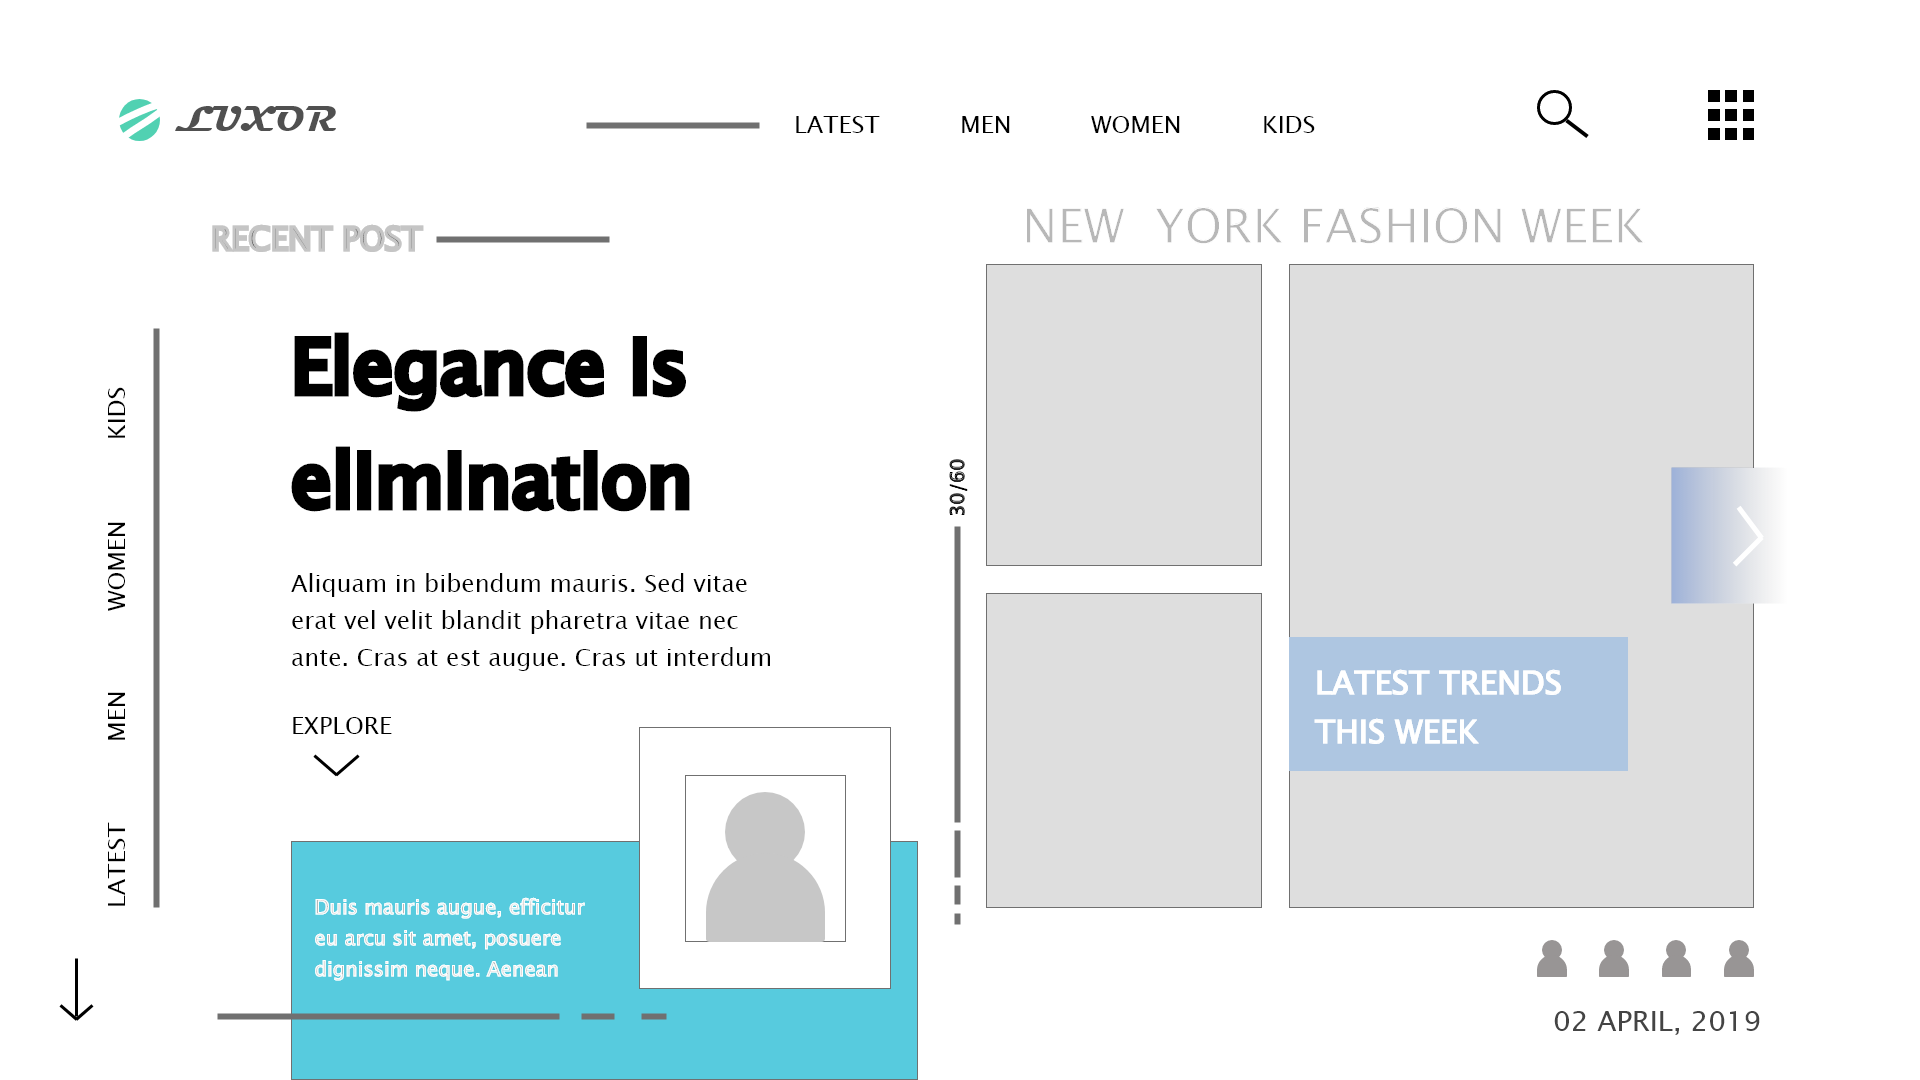 LUXOR
LATEST MEN WOMEN KIDS
RECENT POST
NEW YORK FASHION WEEK
Elegance is
elimination
Aliquam in bibendum mauris. Sed vitae
erat vel velit blandit pharetra vitae nec
ante. Cras at est augue. Cras ut interdum
EXPLORE
KIDS
WOMEN
MEN
LATEST
30/60
LATEST TRENDS
THIS WEEK
Duis mauris augue, efficitur
eu arcu sit amet, posuere
dignissim neque. Aenean
02 APRIL, 2019